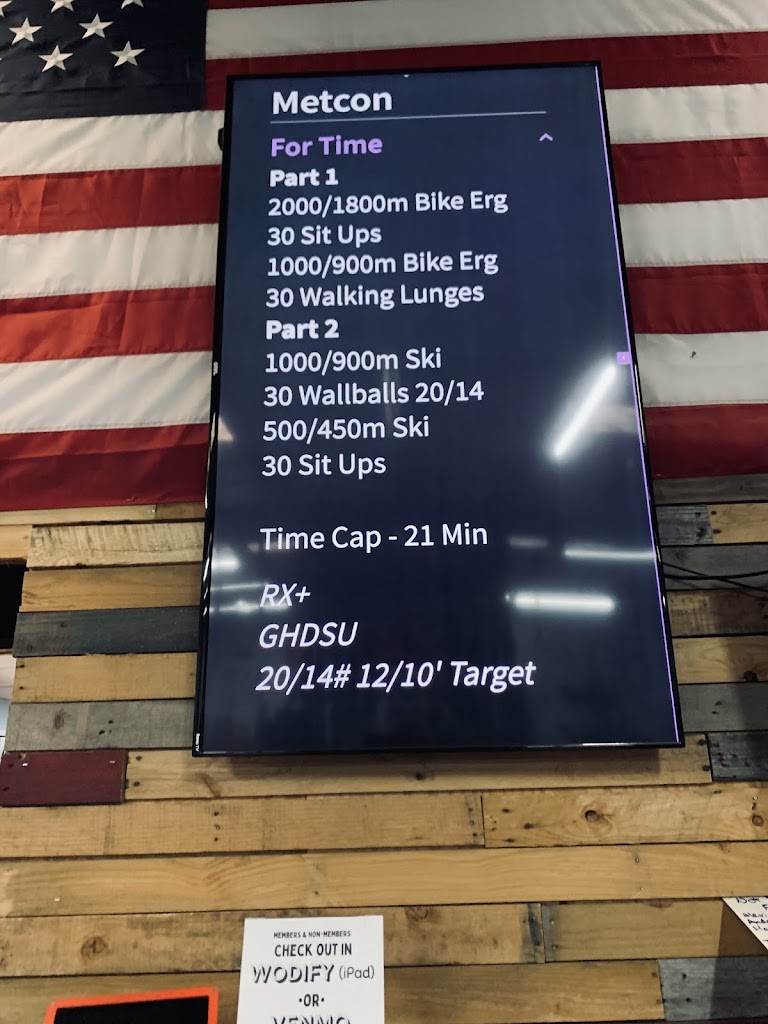 Metcon
For Time
Part 1
2000/1800m Bike Erg
30 Sit Ups
1000/900m Bike Erg
30 Walking Lunges
Part 2
1000/900m Ski
30 Wallballs 20/14
500/450m Ski
30 Sit Ups
Time Cap - 21 Min
RX+
GHDSU
20/14# 12/10' Target
MEMBERS & NON-MEMBERS:
CHECK OUT IN
WODIFY (iPad)
•OR•
VENMO